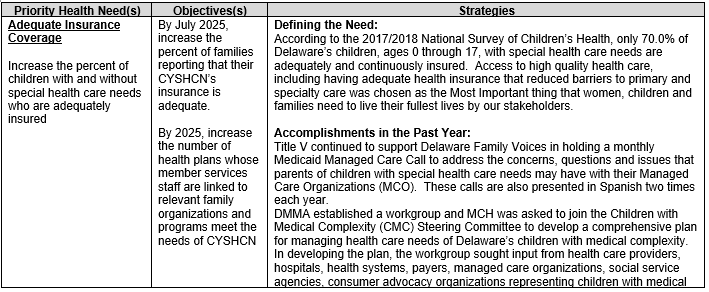 Priority Health Need(s)
Objectives(s)
Strategies
Adequate Insurance
Coverage
Increase the percent of
children with and without
special health care needs
who are adequately
insured
By July 2025,
increase the
percent of families
reporting that their
CYSHCN's
insurance is
adequate.
By 2025, increase
the number of
health plans whose
member services
staff are linked to
relevant family
organizations and
programs meet the
needs of CYSHCN
Defining the Need:
According to the 2017/2018 National Survey of Children's Health, only 70.0% of
Delaware's children, ages 0 through 17, with special health care needs are
adequately and continuously insured.  Access to high quality health care,
including having adequate health insurance that reduced barriers to primary and
specialty care was chosen as the Most Important thing that women, children and
families need to live their fullest lives by our stakeholders.
Accomplishments in the Past Year:
Title V continued to support Delaware Family Voices in holding a monthly
Medicaid Managed Care Call to address the concerns, questions and issues that
parents of children with special health care needs may have with their Managed
Care Organizations (MCO).  These calls are also presented in Spanish two times
each year.
DMMA established a workgroup and MCH was asked to join the Children with
Medical Complexity (CMC) Steering Committee to develop a comprehensive plan
for managing health care needs of Delaware's children with medical complexity.
In developing the plan, the workgroup sought input from health care providers,
hospitals, health systems, payers, managed care organizations, social service
agencies, consumer advocacy organizations representing children with medical